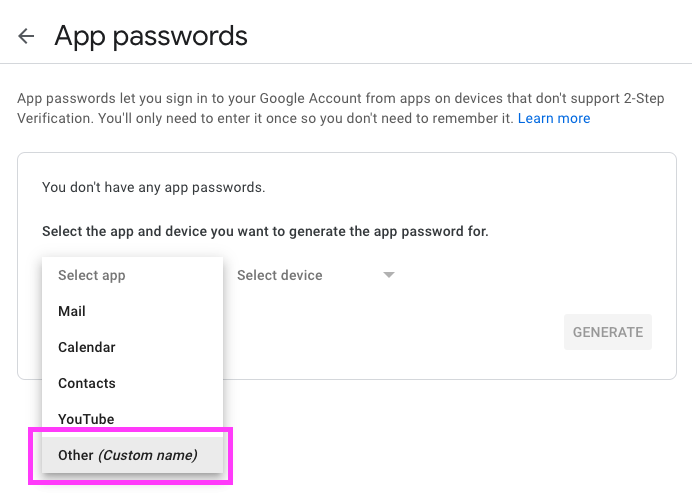 App passwords
App passwords let you sign in to your Google Account from apps on devices that don't support 2-Step
Verification. You'll only need to enter it once so you don't need to remember it. Learn more
You don't have any app passwords.
Select the app and device you want to generate the app password for.
Select app
Select device
Mail
Calendar
Contacts
YouTube
Other (Custom name)
GENERATE